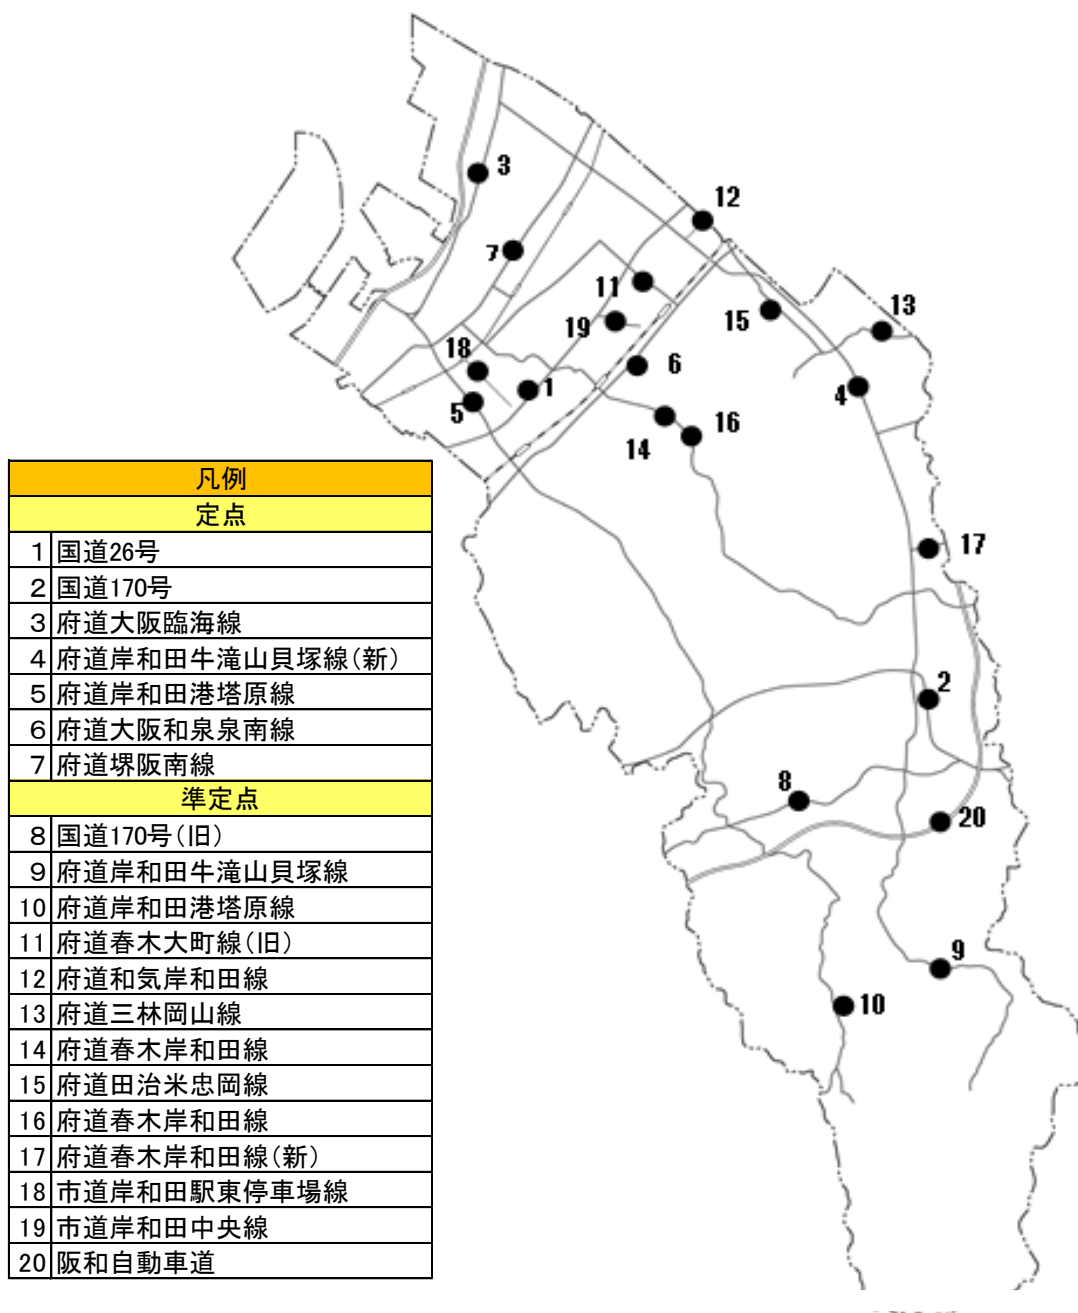 3
12
7
11
13
15
19
18
6
1
4
5
14
16
凡例
定点
1 国道26号
2 国道170号
3 府道大阪臨海線
4 府道岸和田牛滝山貝塚線(新)
5 府道岸和田港塔原線
6 府道大阪和泉泉南線
7 府道堺阪南線
準定点
8 国道170号(旧)
9 府道岸和田牛滝山貝塚線
10 府道岸和田港塔原線
11 府道春木大町線(旧)
12 府道和気岸和田線
13 府道三林岡山線
14 府道春木岸和田線
15 府道田治米忠岡線
16 府道春木岸和田線
17 府道春木岸和田線(新)
18 市道岸和田駅東停車場線
19 市道岸和田中央線
20 阪和自動車道
17
2
8
20
9
10